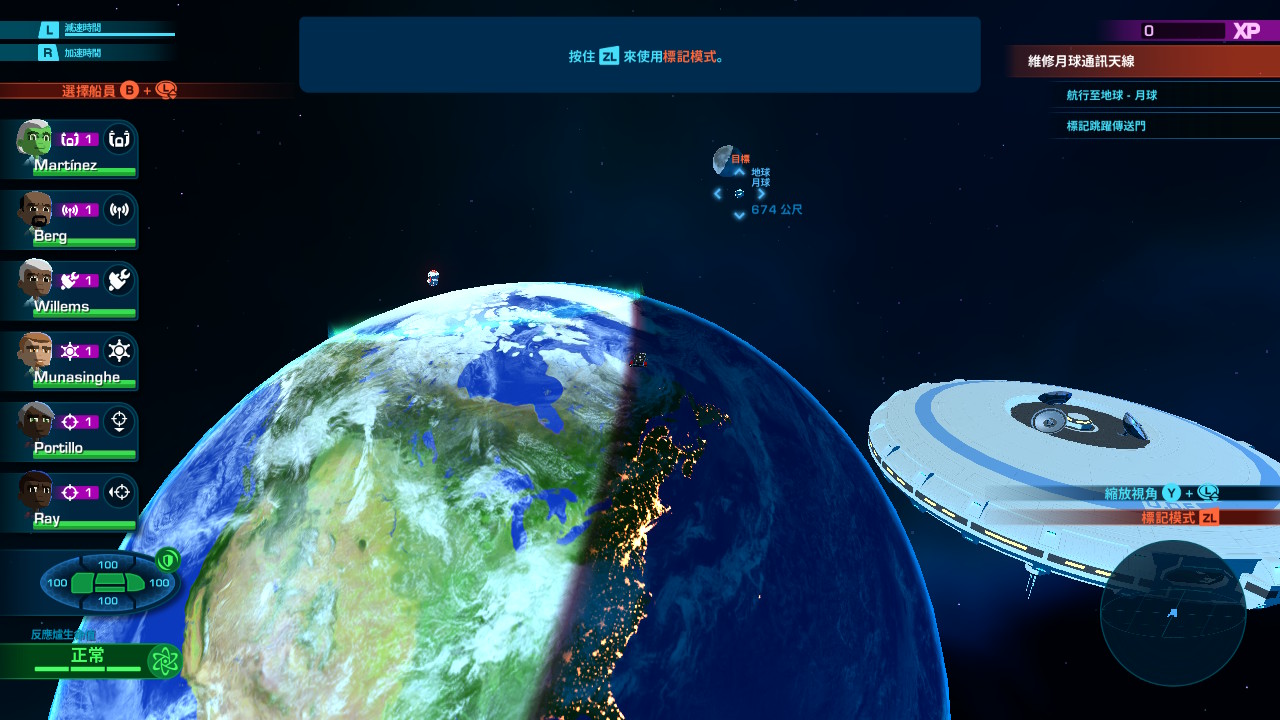 L 減速時間
R 加速時間
選擇船員 B + L
按住 ZL 來使用標記模式。
0 XP
維修月球通訊天線
航行至地球 - 月球
標記跳躍傳送門
1
Martínez
1
Berg
1
Willems
1
Munasinghe
1
Portillo
1
Ray
目標
地球
月球
674 公尺
縮放視角 Y + L
標記模式 ZL
100
100 100
100
反應爐生命值
正常